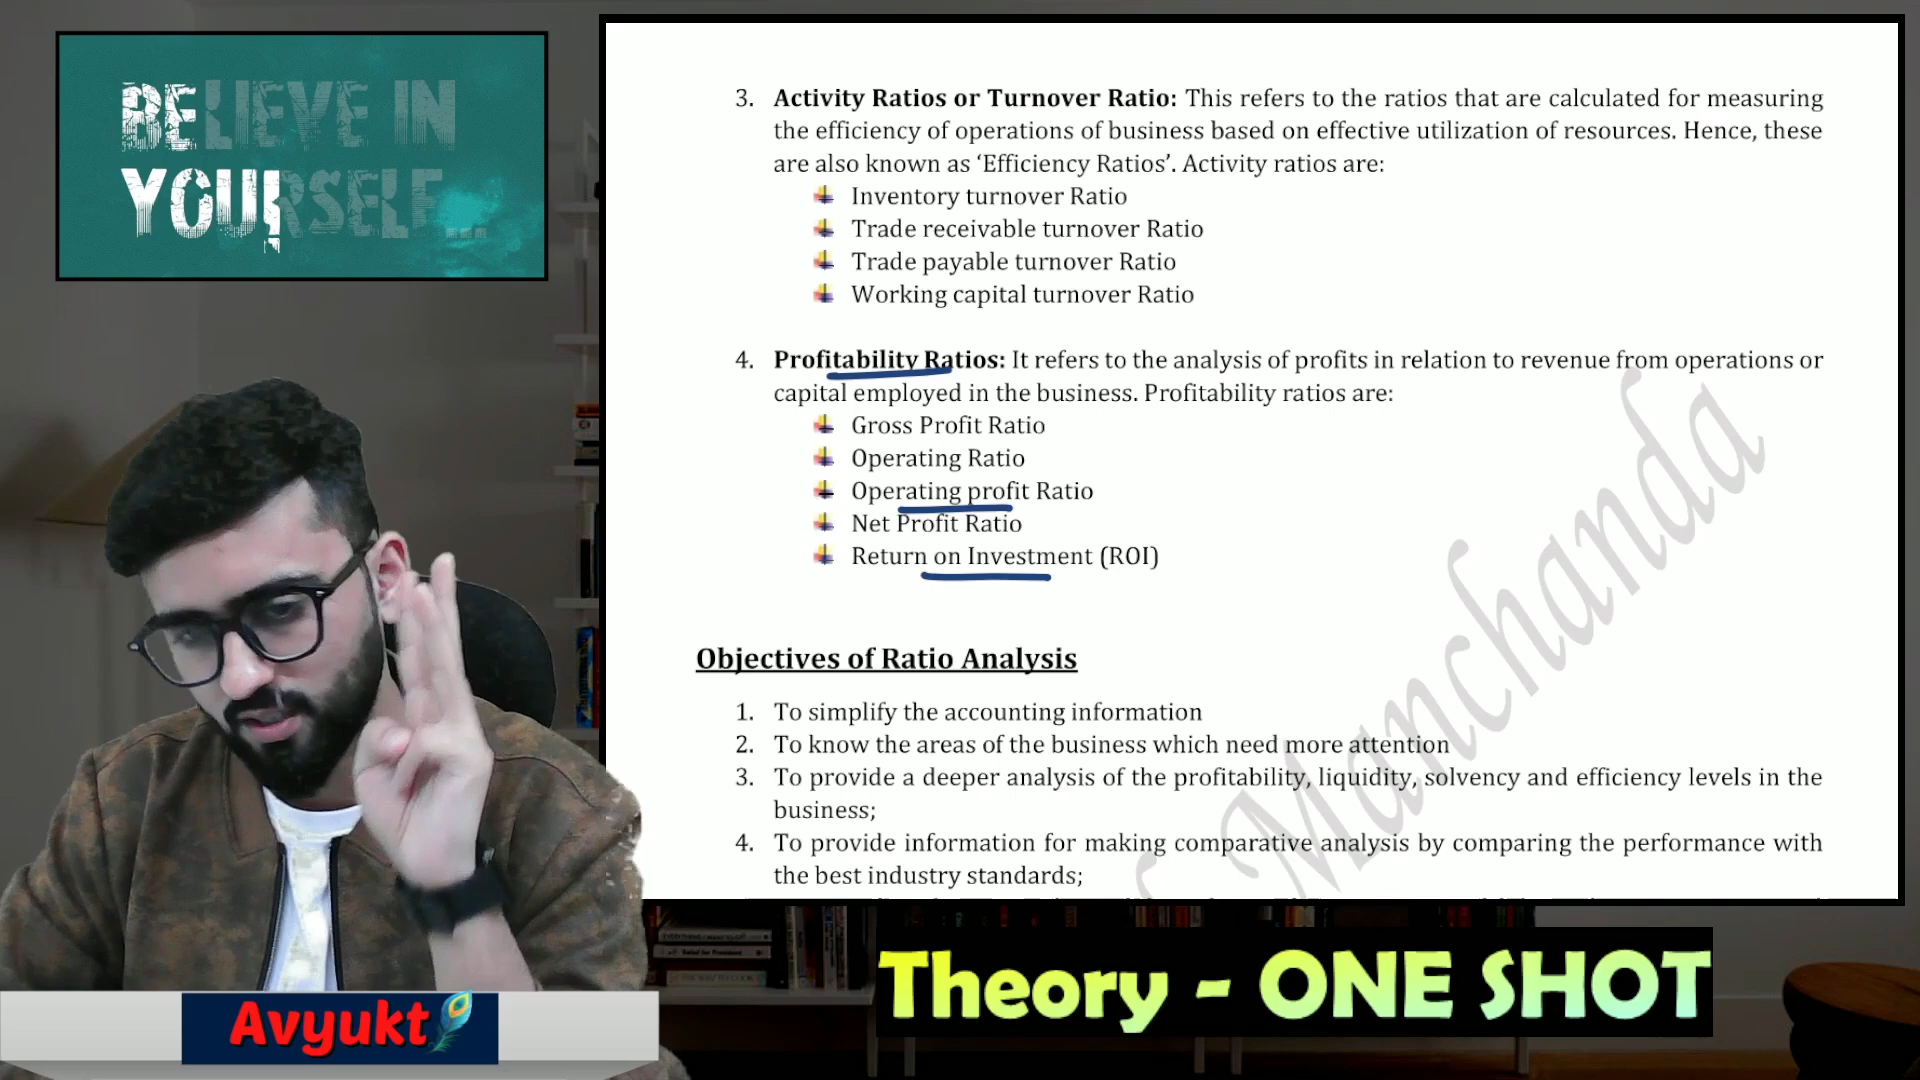 BELIEVE IN
YOURSELF...
3. Activity Ratios or Turnover Ratio: This refers to the ratios that are calculated for measuring
the efficiency of operations of business based on effective utilization of resources. Hence, these
are also known as ‘Efficiency Ratios’. Activity ratios are:
Inventory turnover Ratio
Trade receivable turnover Ratio
Trade payable turnover Ratio
Working capital turnover Ratio
4. Profitability Ratios: It refers to the analysis of profits in relation to revenue from operations or
capital employed in the business. Profitability ratios are:
Gross Profit Ratio
Operating Ratio
Operating profit Ratio
Net Profit Ratio
Return on Investment (ROI)
Objectives of Ratio Analysis
1. To simplify the accounting information
2. To know the areas of the business which need more attention
3. To provide a deeper analysis of the profitability, liquidity, solvency and efficiency levels in the
business;
4. To provide information for making comparative analysis by comparing the performance with
the best industry standards;
Manchanda
Theory - ONE SHOT
Avyukt